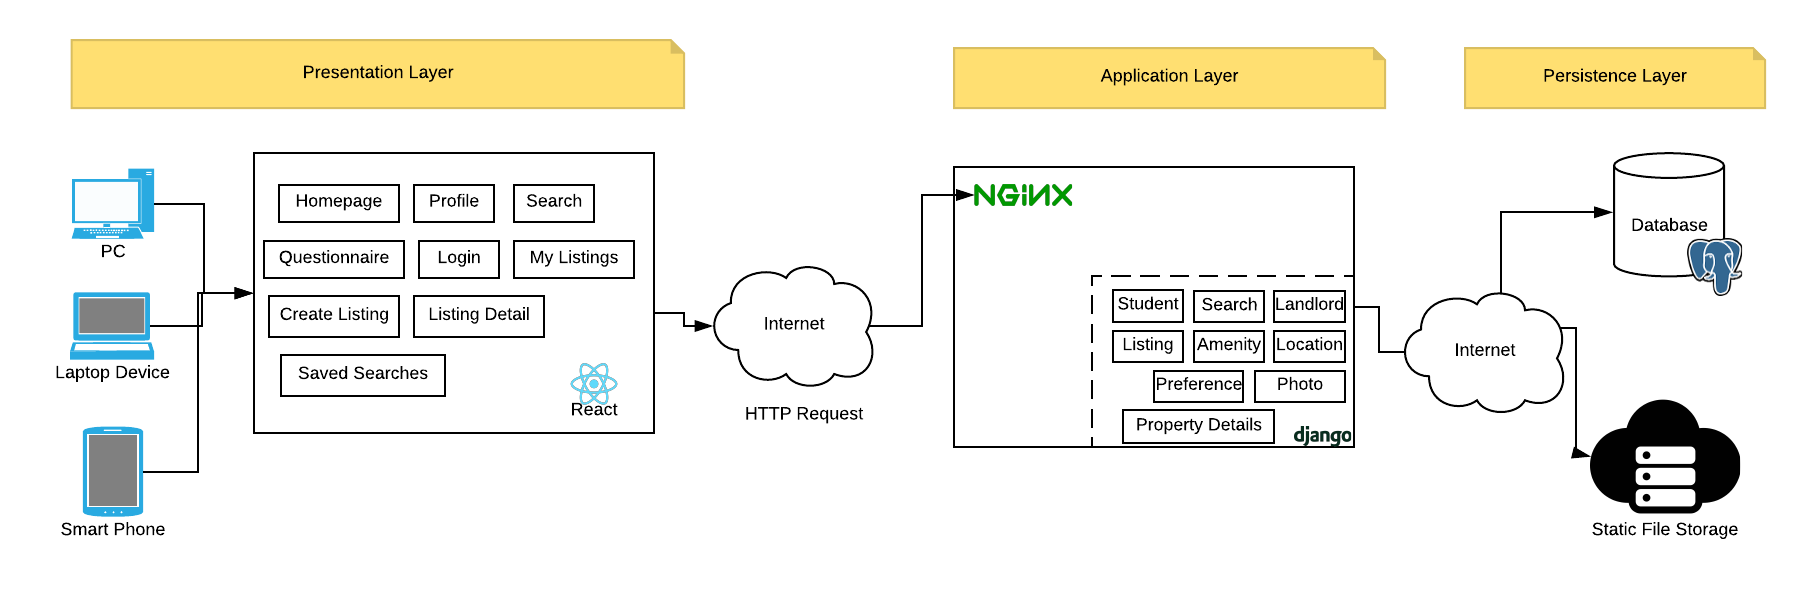 Presentation Layer
Application Layer
Persistence Layer
PC
Laptop Device
Smart Phone
Homepage
Profile
Search
Questionnaire
Login
My Listings
Create Listing
Listing Detail
Saved Searches
React
Internet
HTTP Request
NGINX
Student
Search
Landlord
Listing
Amenity
Location
Preference
Photo
Property Details
django
Internet
Database
Static File Storage